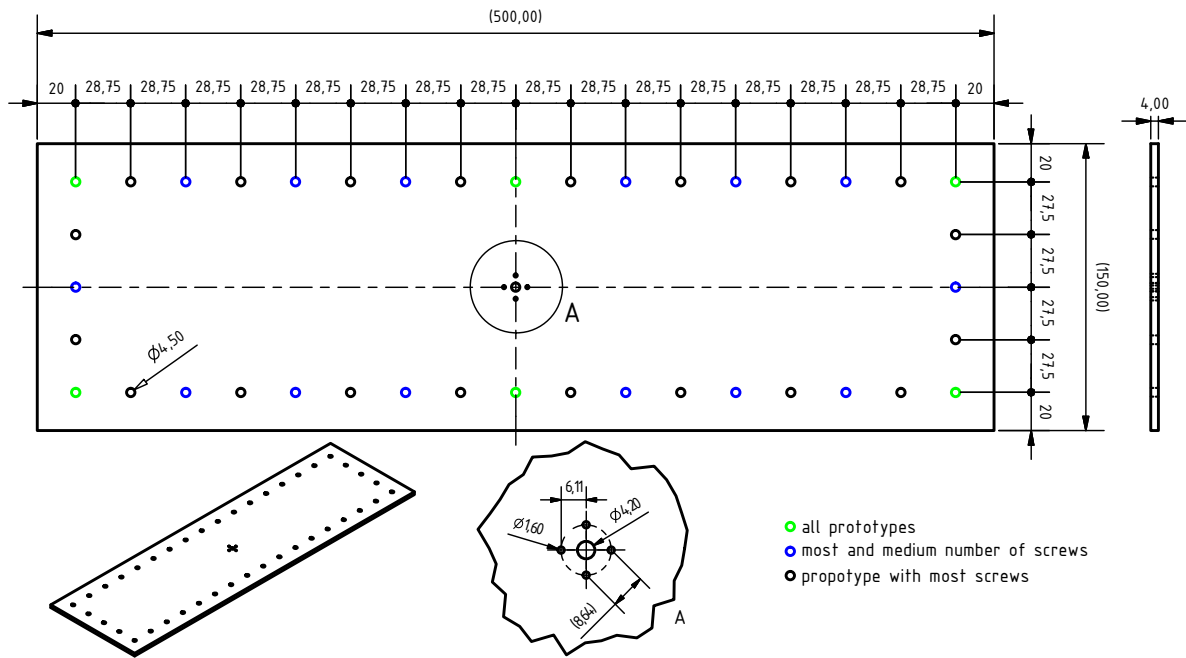 (500,00)
20 28,75 28,75 28,75 28,75 28,75 28,75 28,75 28,75 28,75 28,75 28,75 28,75 28,75 28,75 28,75 28,75 20
4,00
20
27,5
27,5
(150,00)
27,5
27,5
20
A
Ø4,50
6,11
Ø1,60
Ø4,20
(8,64)
A
all prototypes
most and medium number of screws
propotype with most screws